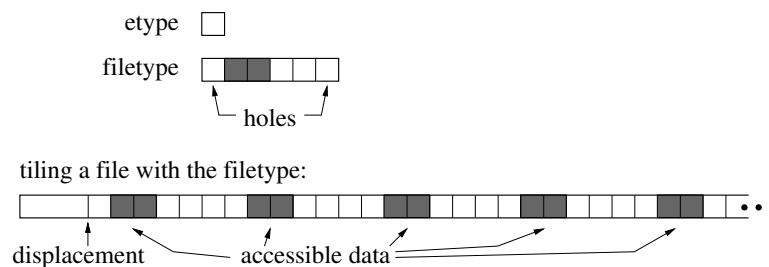 etype
filetype
holes
tiling a file with the filetype:
displacement
accessible data